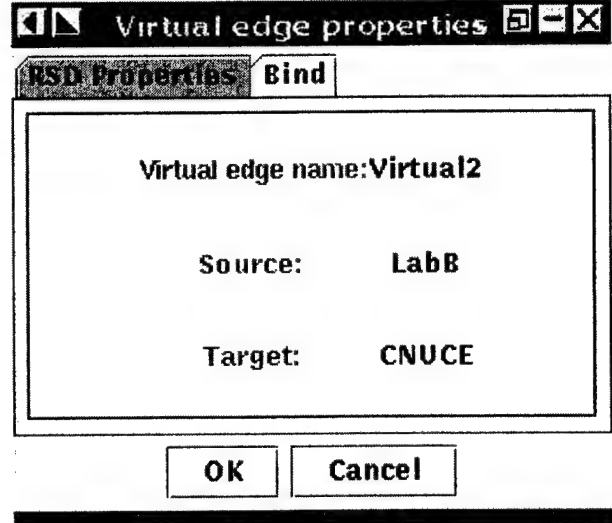 Virtual edge properties
RSD Properties Bind
Virtual edge name:Virtual2
Source: LabB
Target: CNUCE
OK Cancel